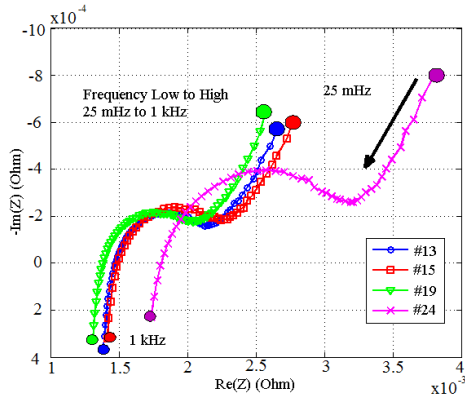 -10 x 10⁻⁴
-8
-6
-4
-2
0
2
4
-Im(Z) (Ohm)
Frequency Low to High
25 mHz to 1 kHz
25 mHz
#13
#15
#19
#24
1 kHz
1
1.5
2
2.5
3
3.5
4
x 10⁻³
Re(Z) (Ohm)